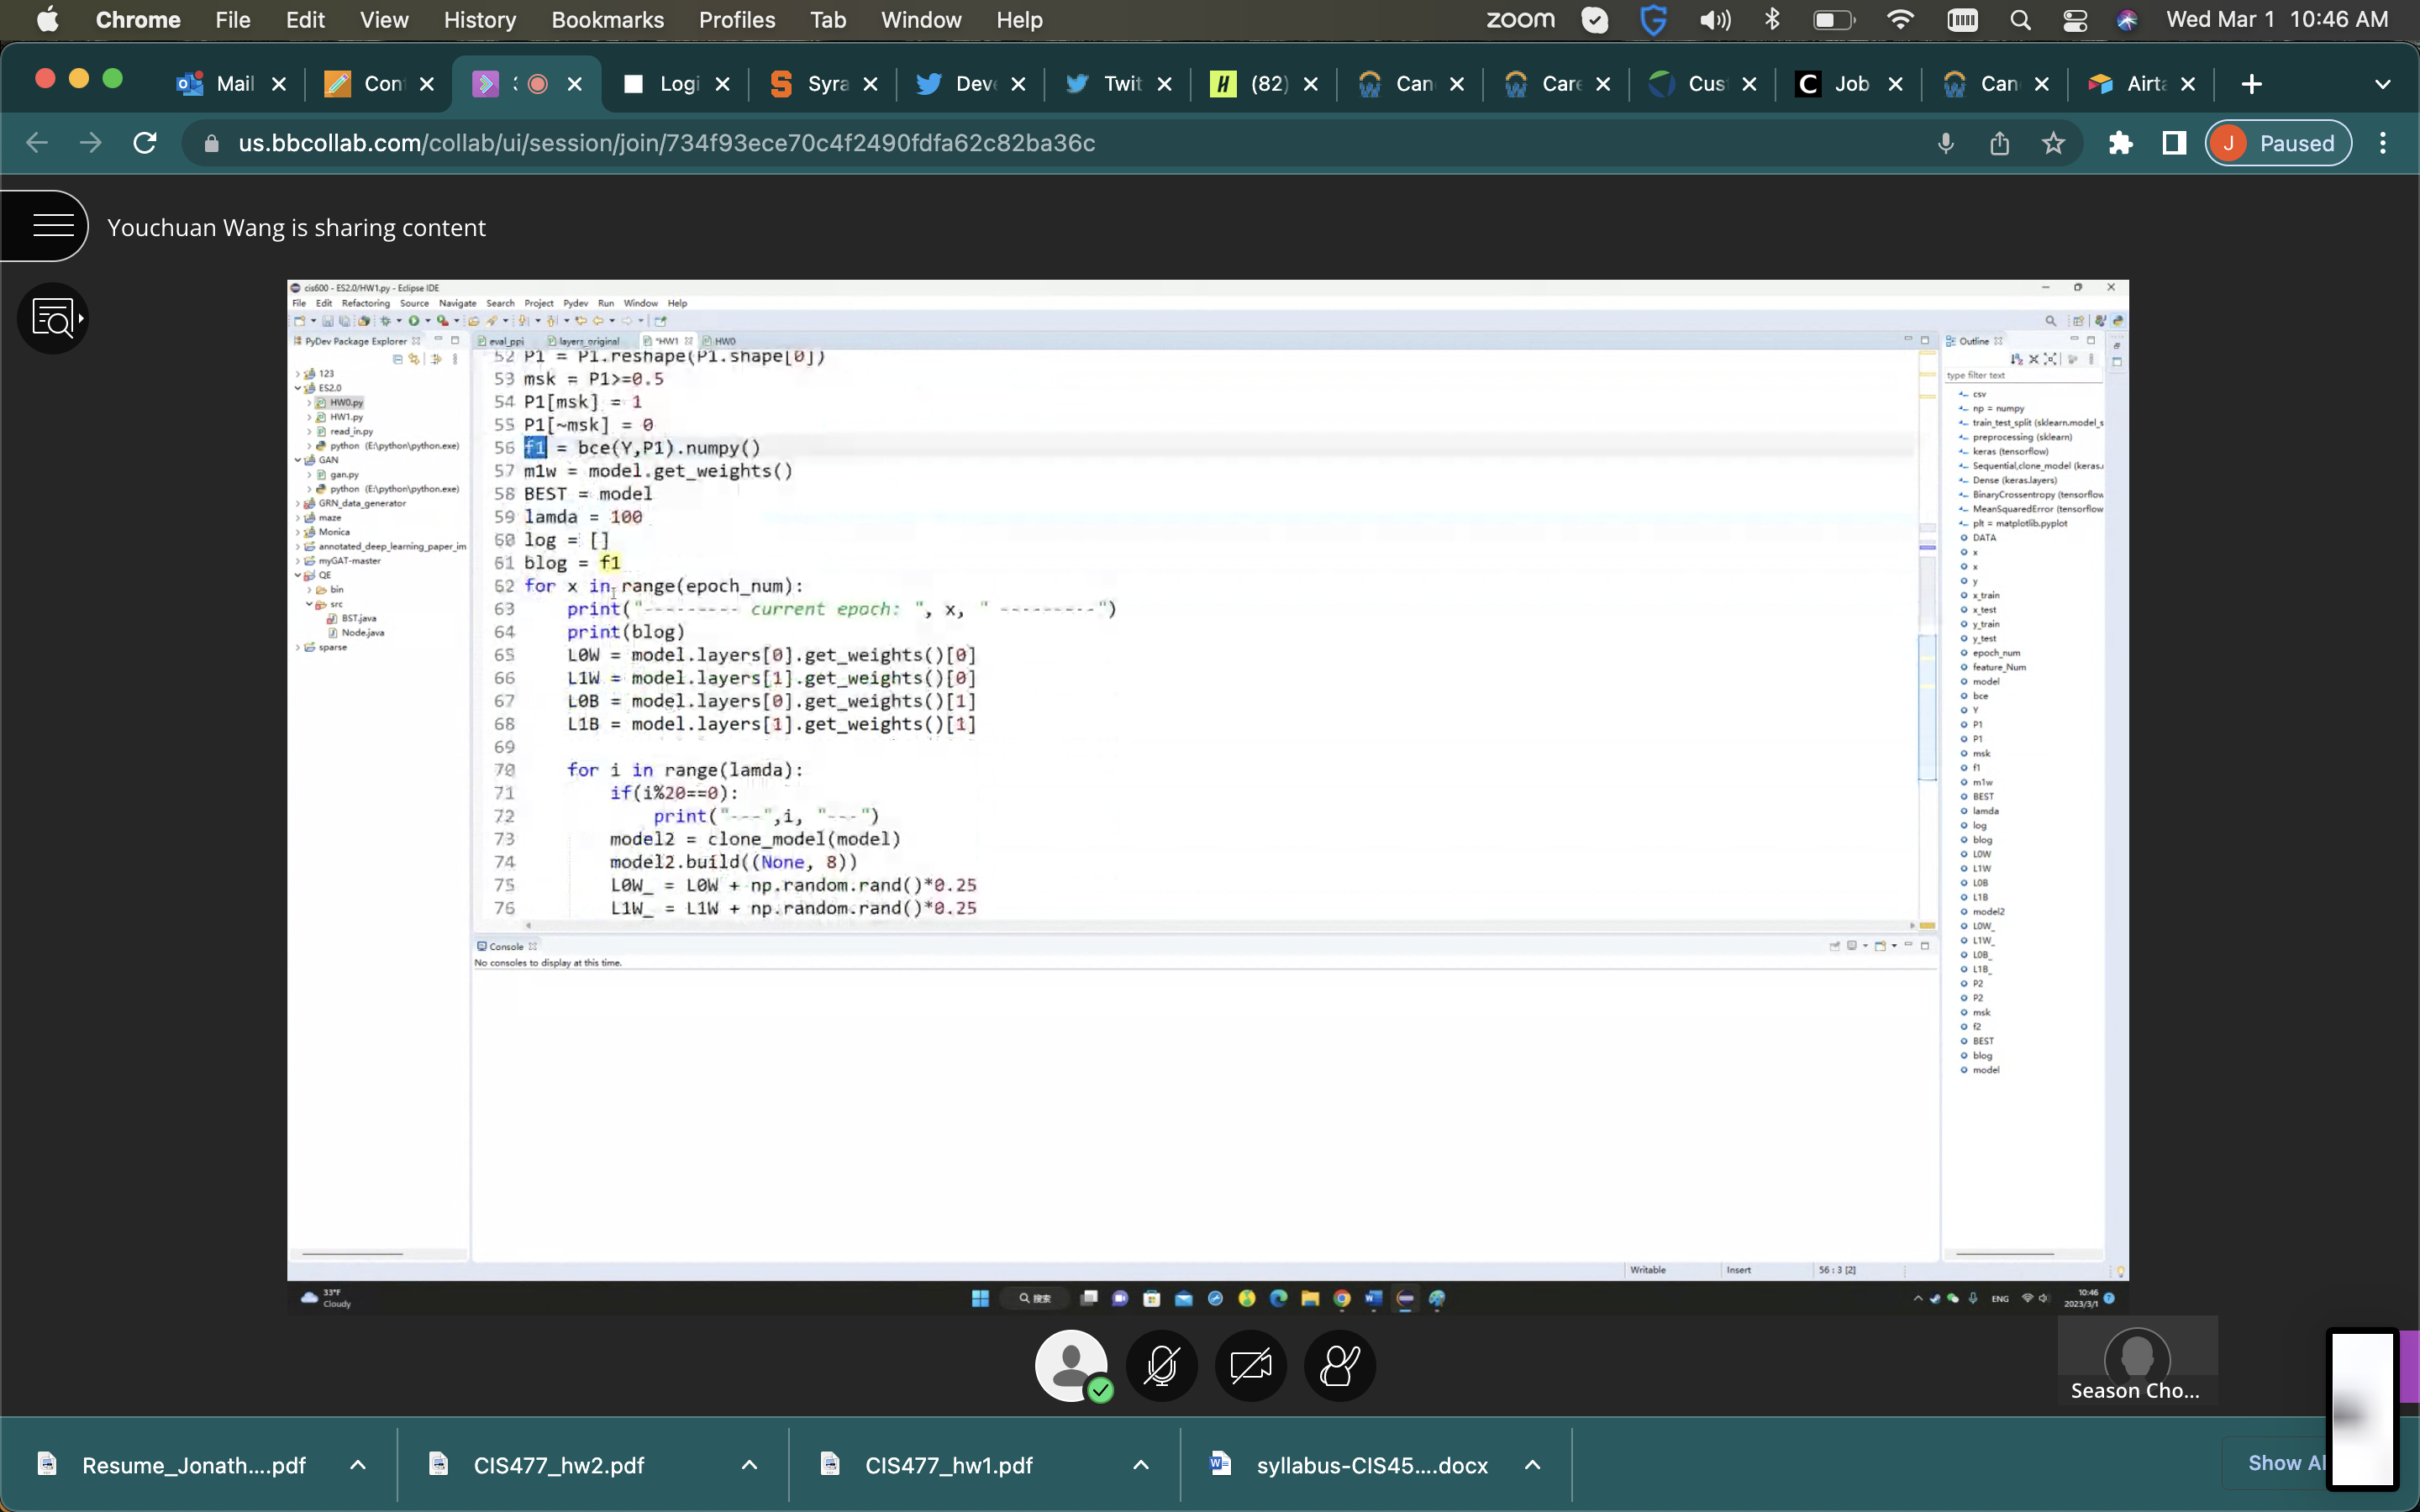 Chrome File Edit View History Bookmarks Profiles Tab Window Help zoom Wed Mar 1 10:46 AM
Mail Con Logi Syra Deve Twit H (82) Can Care Cus C Job Can Airta
us.bbcollab.com/collab/ui/session/join/734f93ece70c4f2490fdfa62c82ba36c J Paused
Youchuan Wang is sharing content
cis600 - ES2.0/HW1.py - Eclipse IDE
File Edit Refactoring Source Navigate Search Project Pydev Run Window Help
PyDev Package Explorer
123
ES2.0
HW0.py
HW1.py
read_in.py
python (E:\python\python.exe)
GAN
gan.py
python (E:\python\python.exe)
GRN_data_generator
maze
Monica
annotated_deep_learning_paper_im
myGAT-master
QE
bin
src
BST.java
Node.java
sparse
eval_ppi layers_original *HW1 HW0
52 P1 = P1.reshape(P1.shape[0])
53 msk = P1>=0.5
54 P1[msk] = 1
55 P1[~msk] = 0
56 f1 = bce(Y,P1).numpy()
57 m1w = model.get_weights()
58 BEST = model
59 lamda = 100
60 log = []
61 blog = f1
62 for x in range(epoch_num):
63 print("--------- current epoch: ", x, " ---------")
64 print(blog)
65 L0W = model.layers[0].get_weights()[0]
66 L1W = model.layers[1].get_weights()[0]
67 L0B = model.layers[0].get_weights()[1]
68 L1B = model.layers[1].get_weights()[1]
69
70 for i in range(lamda):
71 if(i%20==0):
72 print("---",i, "---")
73 model2 = clone_model(model)
74 model2.build((None, 8))
75 L0W_ = L0W + np.random.rand()*0.25
76 L1W_ = L1W + np.random.rand()*0.25
Console
No consoles to display at this time.
Outline
type filter text
csv
np = numpy
train_test_split (sklearn.model_s
preprocessing (sklearn)
keras (tensorflow)
Sequential,clone_model (keras.
Dense (keras.layers)
BinaryCrossentropy (tensorflow
MeanSquaredError (tensorflow
plt = matplotlib.pyplot
DATA
x
x
y
x_train
x_test
y_train
y_test
epoch_num
feature_Num
model
bce
Y
P1
P1
msk
f1
m1w
BEST
lamda
log
blog
L0W
L1W
L0B
L1B
model2
L0W_
L1W_
L0B_
L1B_
P2
P2
msk
f2
BEST
blog
model
Writable Insert 56 : 3 [2]
33°F
Cloudy
搜索
ENG
10:46
2023/3/1
Season Cho...
Resume_Jonath....pdf CIS477_hw2.pdf CIS477_hw1.pdf syllabus-CIS45....docx Show Al